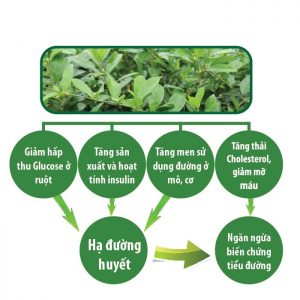 Giảm hấp
thu Glucose ở
ruột
Tăng sản
xuất và hoạt
tính insulin
Tăng men sử
dụng đường ở
mô, cơ
Tăng thải
Cholesterol,
giảm mỡ
máu
Hạ đường
huyết
Ngăn ngừa
biến chứng
tiểu đường